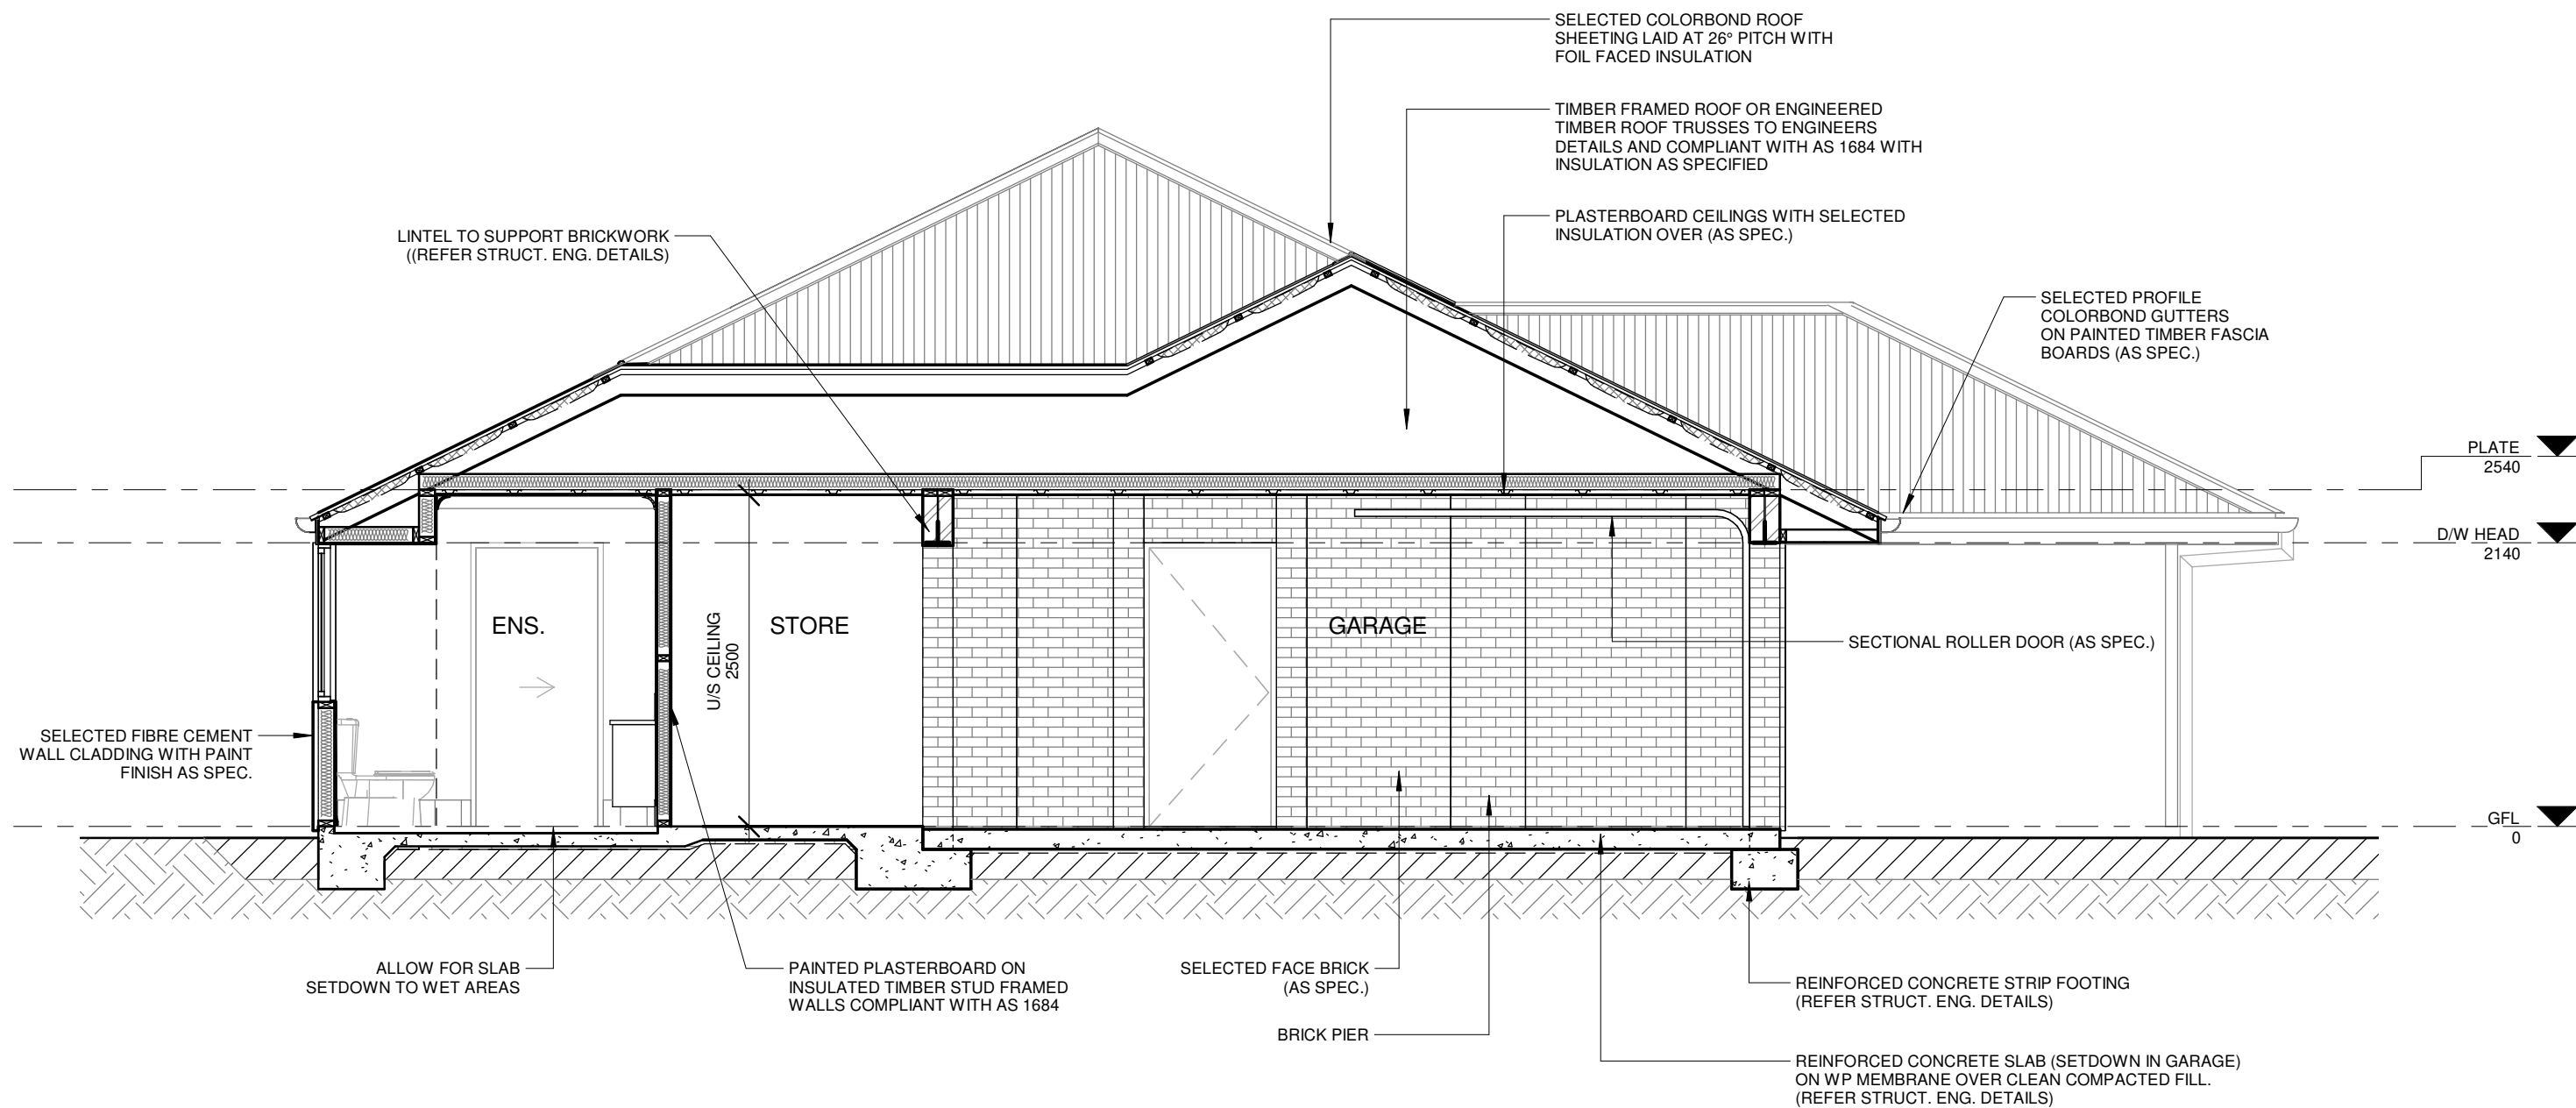 SELECTED COLORBOND ROOF
SHEETING LAID AT 26° PITCH WITH
FOIL FACED INSULATION
TIMBER FRAMED ROOF OR ENGINEERED
TIMBER ROOF TRUSSES TO ENGINEERS
DETAILS AND COMPLIANT WITH AS 1684 WITH
INSULATION AS SPECIFIED
PLASTERBOARD CEILINGS WITH SELECTED
INSULATION OVER (AS SPEC.)
LINTEL TO SUPPORT BRICKWORK
((REFER STRUCT. ENG. DETAILS)
SELECTED PROFILE
COLORBOND GUTTERS
ON PAINTED TIMBER FASCIA
BOARDS (AS SPEC.)
PLATE
2540
D/W HEAD
2140
ENS.
STORE
GARAGE
U/S CEILING
2500
SECTIONAL ROLLER DOOR (AS SPEC.)
SELECTED FIBRE CEMENT
WALL CLADDING WITH PAINT
FINISH AS SPEC.
GFL
0
ALLOW FOR SLAB
SETDOWN TO WET AREAS
PAINTED PLASTERBOARD ON
INSULATED TIMBER STUD FRAMED
WALLS COMPLIANT WITH AS 1684
SELECTED FACE BRICK
(AS SPEC.)
BRICK PIER
REINFORCED CONCRETE STRIP FOOTING
(REFER STRUCT. ENG. DETAILS)
REINFORCED CONCRETE SLAB (SETDOWN IN GARAGE)
ON WP MEMBRANE OVER CLEAN COMPACTED FILL.
(REFER STRUCT. ENG. DETAILS)